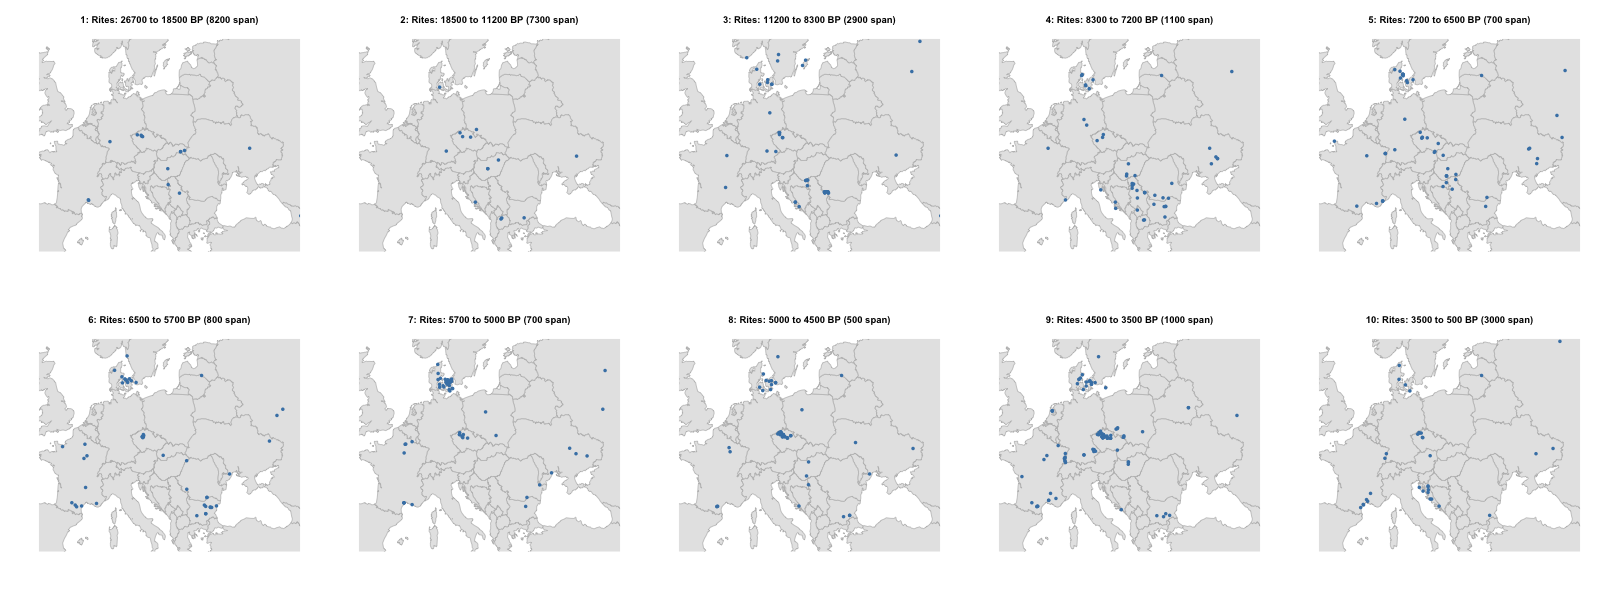 1: Rites: 26700 to 18500 BP (8200 span)
2: Rites: 18500 to 11200 BP (7300 span)
3: Rites: 11200 to 8300 BP (2900 span)
4: Rites: 8300 to 7200 BP (1100 span)
5: Rites: 7200 to 6500 BP (700 span)
6: Rites: 6500 to 5700 BP (800 span)
7: Rites: 5700 to 5000 BP (700 span)
8: Rites: 5000 to 4500 BP (500 span)
9: Rites: 4500 to 3500 BP (1000 span)
10: Rites: 3500 to 500 BP (3000 span)